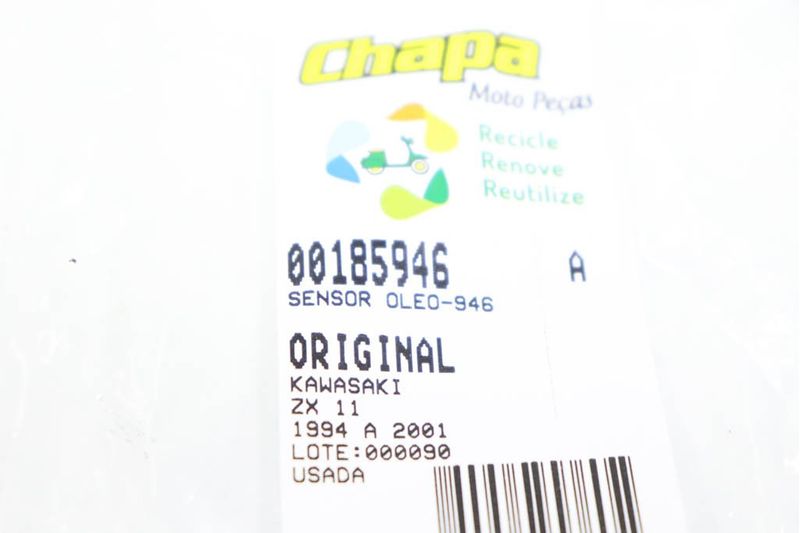 Chapa
Moto Peças
Recicle
Renove
Reutilize
00185946 A
SENSOR OLEO-946
ORIGINAL
KAWASAKI
ZX 11
1994 A 2001
LOTE:000090
USADA